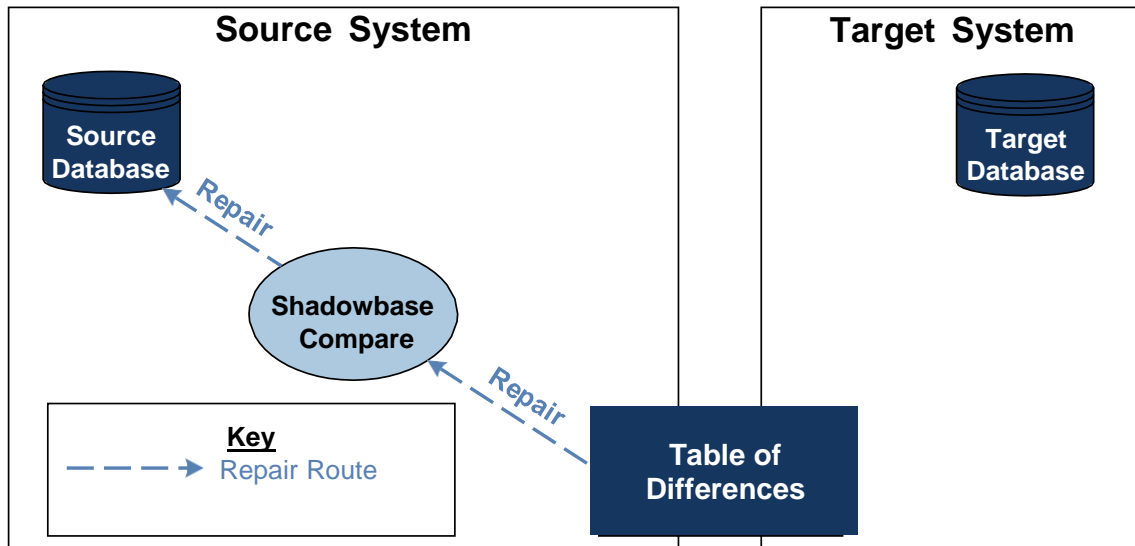 Source System
Target System
Source
Database
Target
Database
Repair
Shadowbase
Compare
Repair
Key
Repair Route
Table of
Differences